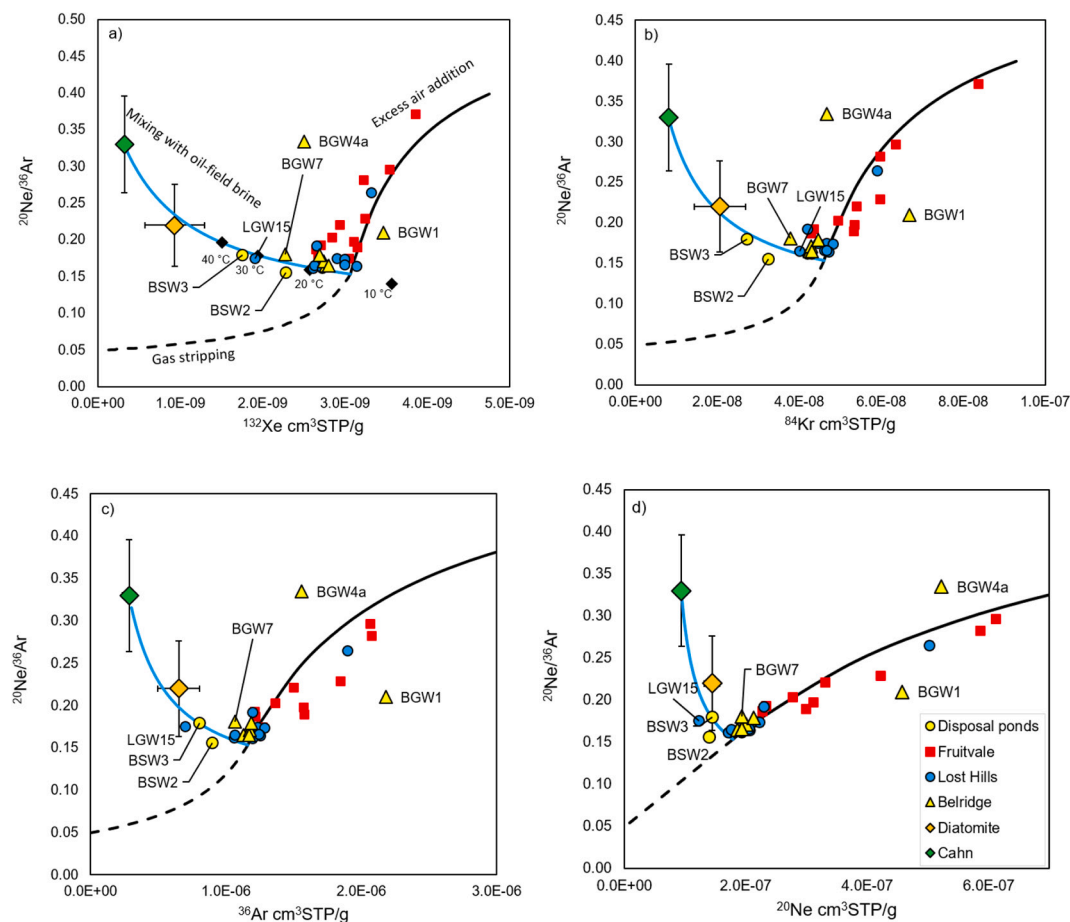 a)
0.50
0.45
0.40
0.35
0.30
0.25
0.20
0.15
0.10
0.05
0.00
²⁰Ne/³⁶Ar
Excess air addition
Mixing with oil-field brine
BGW4a
BGW7
LGW15
BGW1
40 °C
30 °C
20 °C
10 °C
BSW3
BSW2
Gas stripping
0.0E+00 1.0E-09 2.0E-09 3.0E-09 4.0E-09 5.0E-09
¹³²Xe cm³STP/g
b)
0.45
0.40
0.35
0.30
0.25
0.20
0.15
0.10
0.05
0.00
²⁰Ne/³⁶Ar
BGW4a
BGW7
LGW15
BGW1
BSW3
BSW2
0.0E+00 2.0E-08 4.0E-08 6.0E-08 8.0E-08 1.0E-07
⁸⁴Kr cm³STP/g
c)
0.45
0.40
0.35
0.30
0.25
0.20
0.15
0.10
0.05
0.00
²⁰Ne/³⁶Ar
BGW4a
BGW7
BGW1
LGW15
BSW3
BSW2
0.0E+00 1.0E-06 2.0E-06 3.0E-06
³⁶Ar cm³STP/g
d)
0.45
0.40
0.35
0.30
0.25
0.20
0.15
0.10
0.05
0.00
²⁰Ne/³⁶Ar
BGW4a
BGW7
BGW1
LGW15
BSW3
BSW2
Disposal ponds
Fruitvale
Lost Hills
Belridge
Diatomite
Cahn
0.0E+00 2.0E-07 4.0E-07 6.0E-07
²⁰Ne cm³STP/g